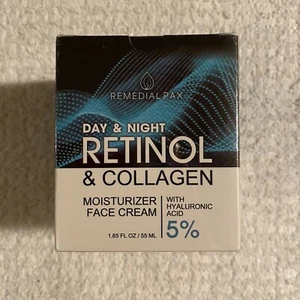 REMEDIAL PAX
DAY & NIGHT
RETINOL
& COLLAGEN
MOISTURIZER
FACE CREAM
WITH
HYALURONIC
ACID
5%
1.85 FL OZ / 55 ML